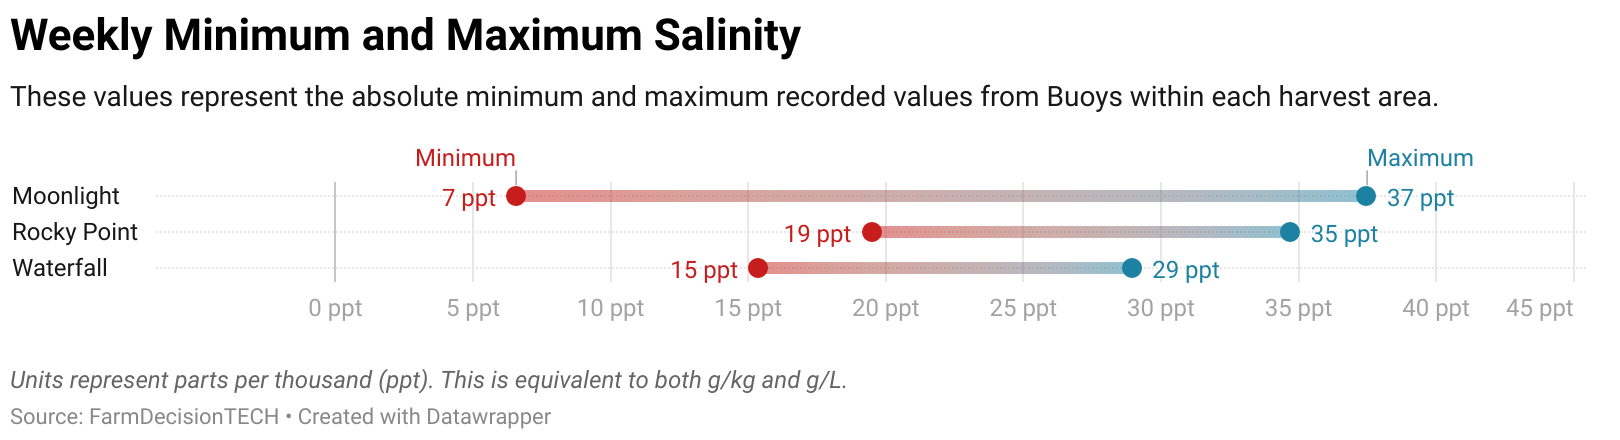 Weekly Minimum and Maximum Salinity
These values represent the absolute minimum and maximum recorded values from Buoys within each harvest area.
Minimum Maximum
Moonlight 7 ppt 37 ppt
Rocky Point 19 ppt 35 ppt
Waterfall 15 ppt 29 ppt
0 ppt 5 ppt 10 ppt 15 ppt 20 ppt 25 ppt 30 ppt 35 ppt 40 ppt 45 ppt
Units represent parts per thousand (ppt). This is equivalent to both g/kg and g/L.
Source: FarmDecisionTECH • Created with Datawrapper